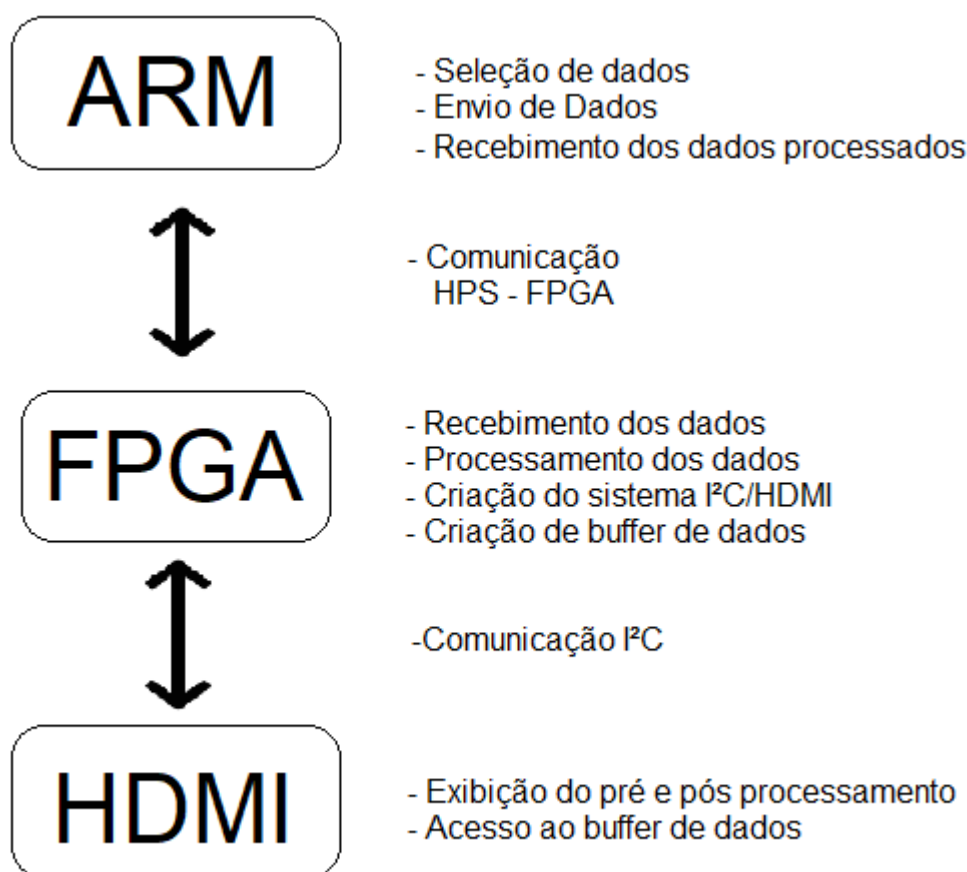 ARM
- Seleção de dados
- Envio de Dados
- Recebimento dos dados processados
- Comunicação
HPS - FPGA
FPGA
- Recebimento dos dados
- Processamento dos dados
- Criação do sistema I²C/HDMI
- Criação de buffer de dados
-Comunicação I²C
HDMI
- Exibição do pré e pós processamento
- Acesso ao buffer de dados